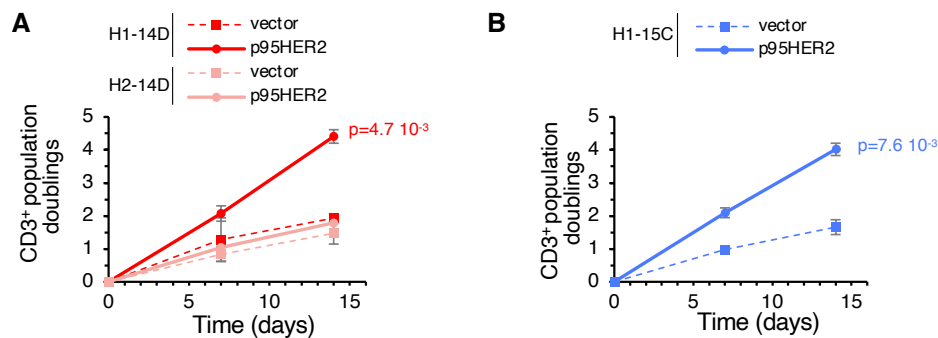 A
H1-14D
vector
p95HER2
H2-14D
vector
p95HER2
CD3+ population
doublings
5
4
3
2
1
0
p=4.7 10-3
0
5
10
15
Time (days)
B
H1-15C
vector
p95HER2
CD3+ population
doublings
5
4
3
2
1
0
p=7.6 10-3
0
5
10
15
Time (days)